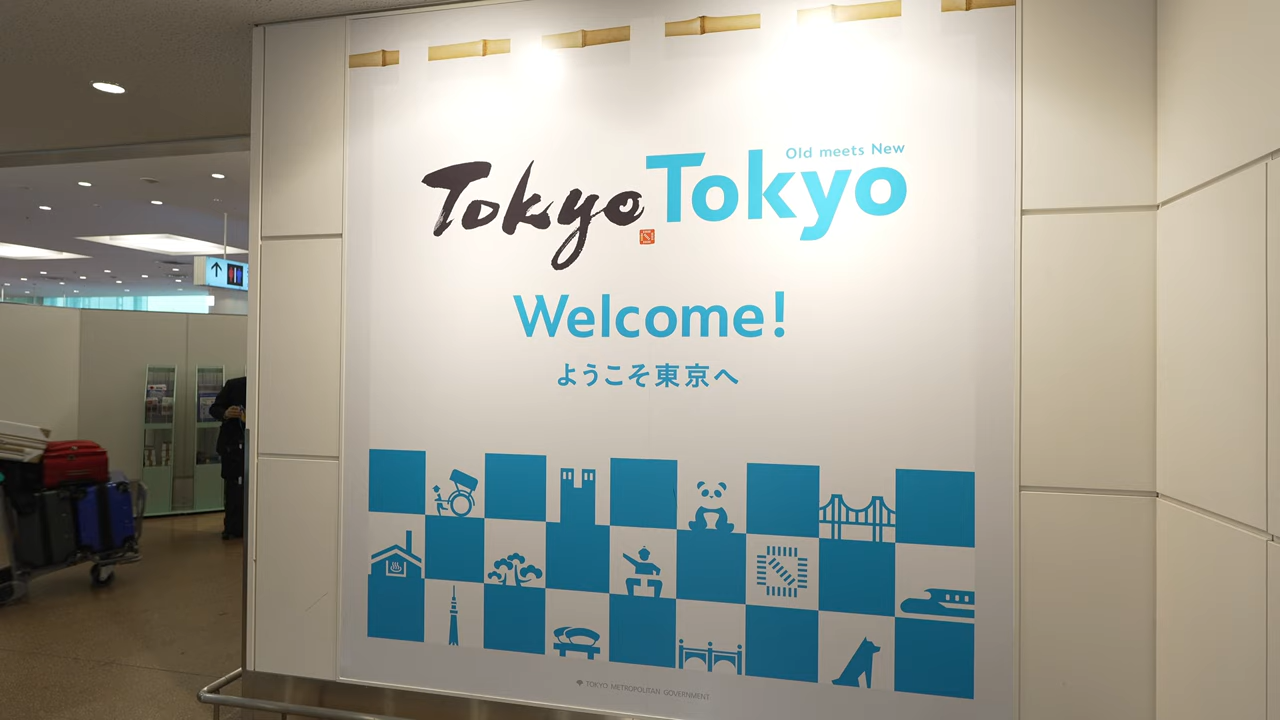 Old meets New
Tokyo Tokyo
Welcome!
ようこそ東京へ
TOKYO METROPOLITAN GOVERNMENT